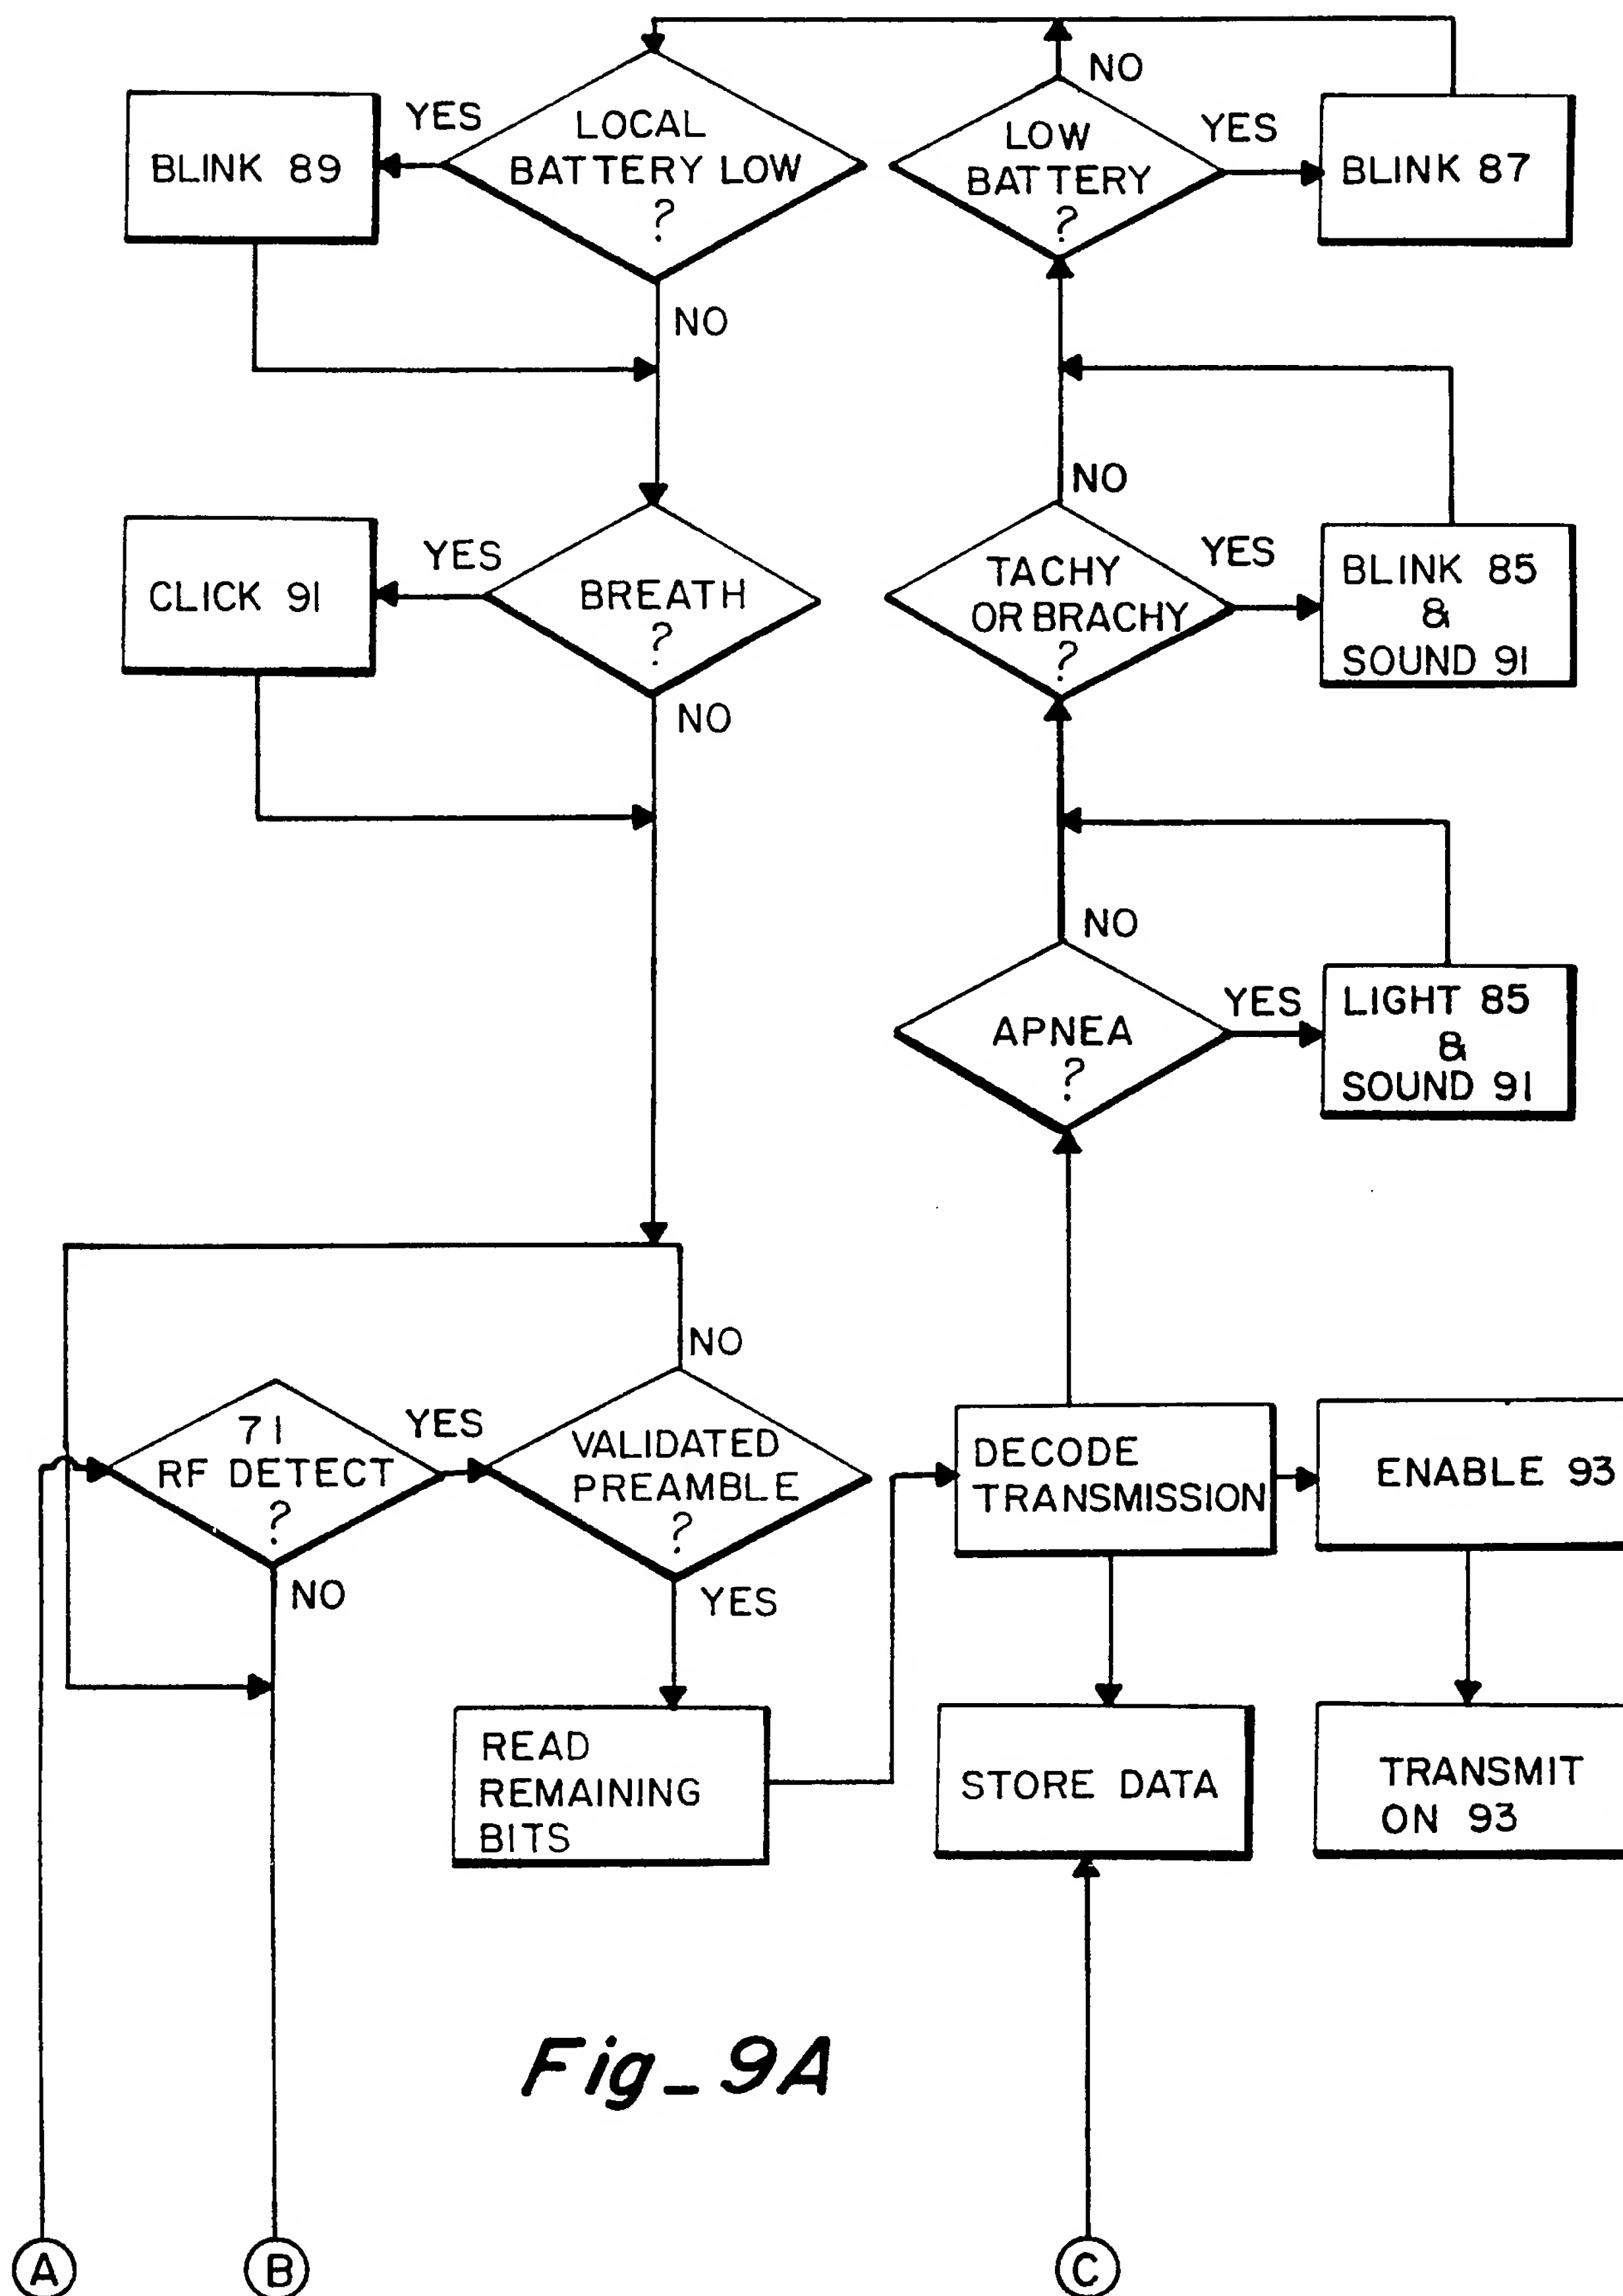 NO
YES
LOCAL
BATTERY LOW
?
BLINK 89
LOW
BATTERY
?
YES
BLINK 87
NO
NO
YES
BREATH
?
CLICK 91
TACHY
OR BRACHY
?
YES
BLINK 85
&
SOUND 91
NO
NO
APNEA
?
YES
LIGHT 85
&
SOUND 91
NO
71
RF DETECT
?
YES
VALIDATED
PREAMBLE
?
DECODE
TRANSMISSION
ENABLE 93
NO
YES
READ
REMAINING
BITS
STORE DATA
TRANSMIT
ON 93
Fig_9A
A
B
C